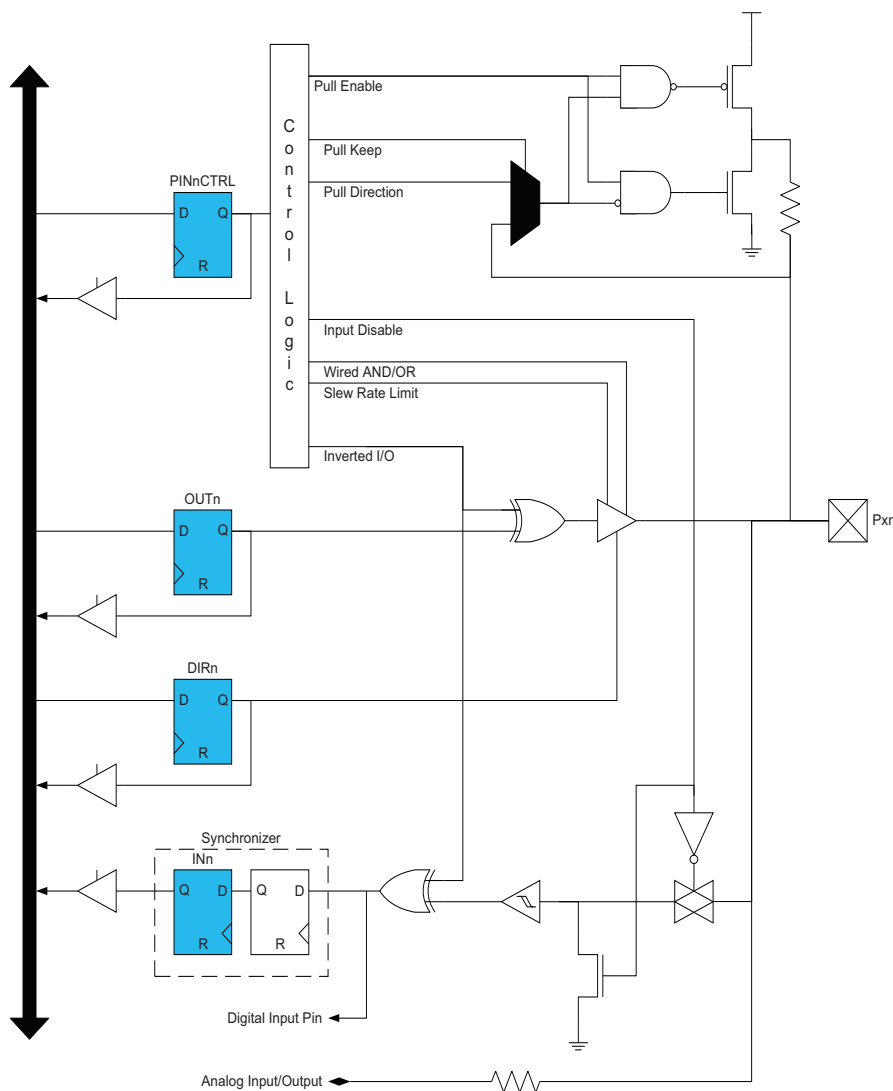 Pull Enable
C
o
n
t
r
o
l
L
o
g
i
c
Pull Keep
PINnCTRL
Pull Direction
D Q
R
Input Disable
Wired AND/OR
Slew Rate Limit
Inverted I/O
OUTn
D Q
R
Pxn
DIRn
D Q
R
Synchronizer
INn
Q D
R
Q D
R
Digital Input Pin
Analog Input/Output